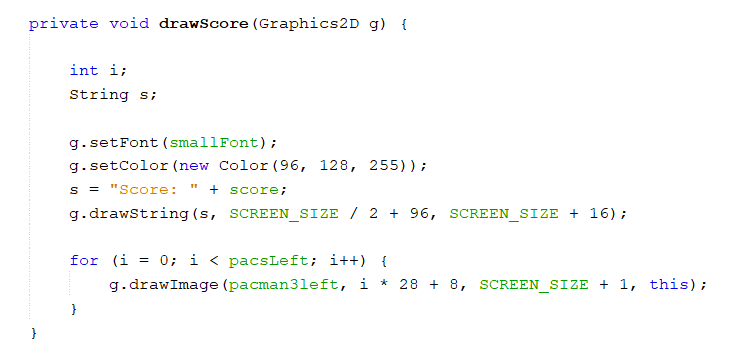 private void drawScore(Graphics2D g) {
int i;
String s;
g.setFont(smallFont);
g.setColor(new Color(96, 128, 255));
s = "Score: " + score;
g.drawString(s, SCREEN_SIZE / 2 + 96, SCREEN_SIZE + 16);
for (i = 0; i < pacsLeft; i++) {
g.drawImage(pacman3left, i * 28 + 8, SCREEN_SIZE + 1, this);
}
}